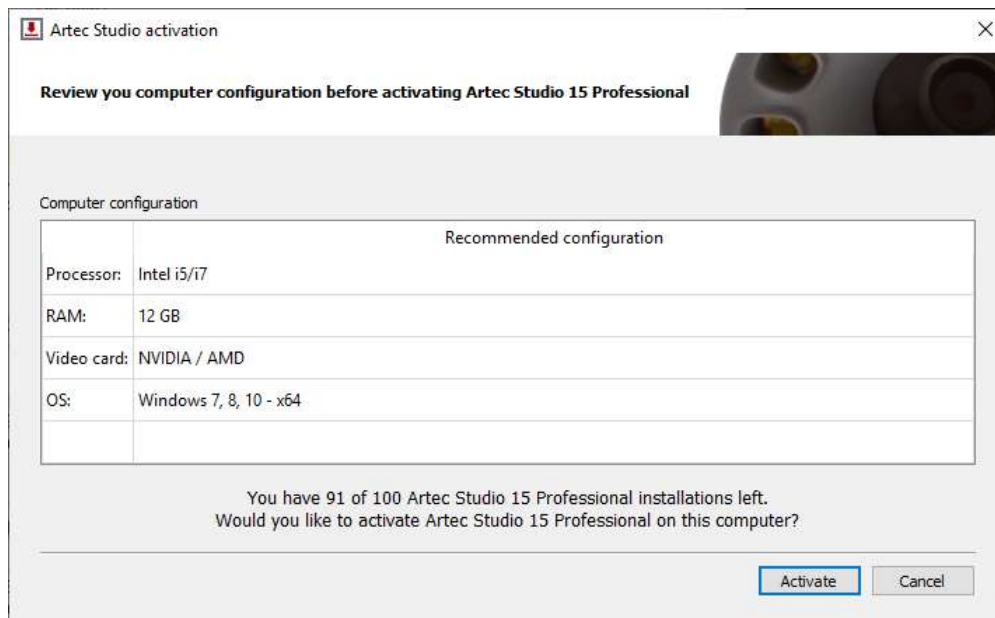 Artec Studio activation
Review you computer configuration before activating Artec Studio 15 Professional
Computer configuration
Recommended configuration
Processor: Intel i5/i7
RAM: 12 GB
Video card: NVIDIA / AMD
OS: Windows 7, 8, 10 - x64
You have 91 of 100 Artec Studio 15 Professional installations left.
Would you like to activate Artec Studio 15 Professional on this computer?
Activate Cancel